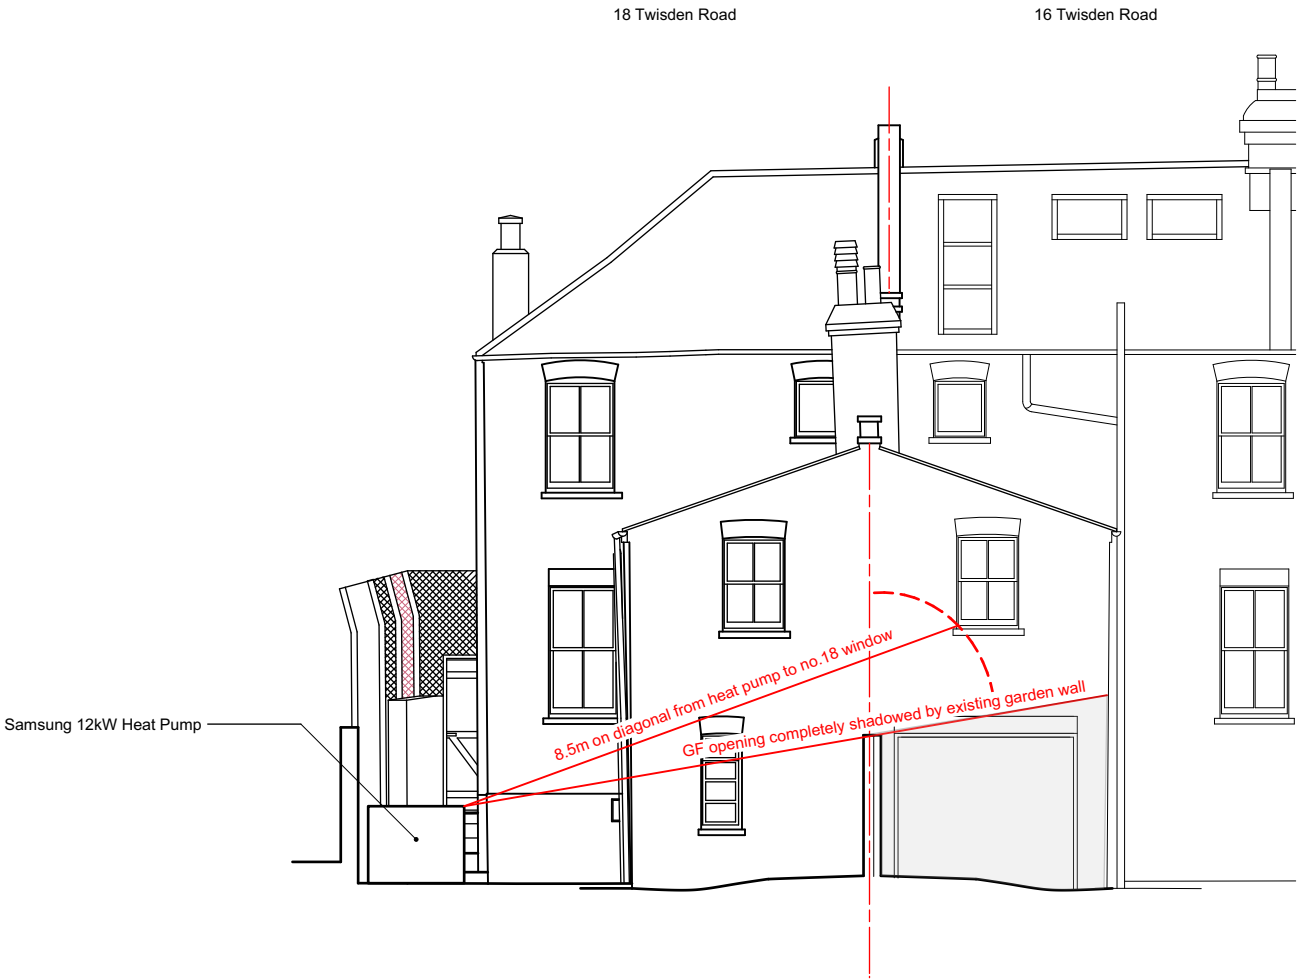 18 Twisden Road
16 Twisden Road
8.5m on diagonal from heat pump to no.18 window
GF opening completely shadowed by existing garden wall
Samsung 12kW Heat Pump